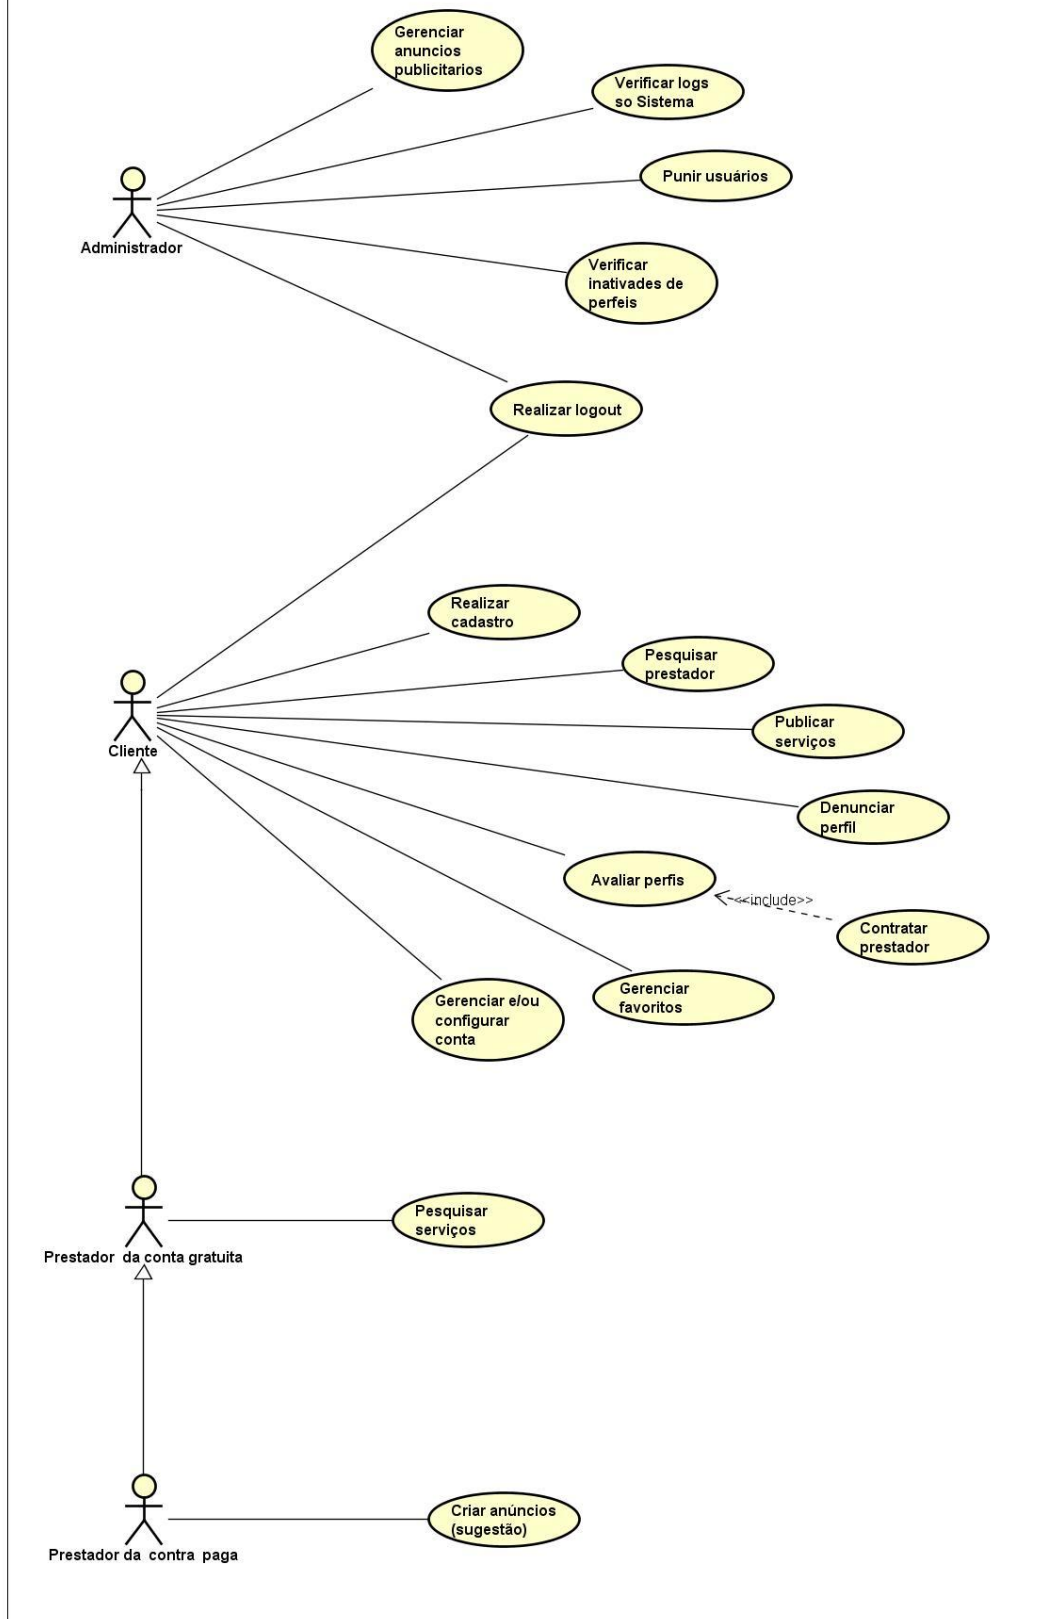 Gerenciar
anuncios
publicitarios
Verificar logs
so Sistema
Punir usuários
Administrador
Verificar
inativades de
perfeis
Realizar logout
Realizar
cadastro
Pesquisar
prestador
Publicar
serviços
Cliente
Denunciar
perfil
Avaliar perfis
<<include>>
Contratar
prestador
Gerenciar
favoritos
Gerenciar e/ou
configurar
conta
Pesquisar
serviços
Prestador da conta gratuita
Criar anúncios
(sugestão)
Prestador da contra paga